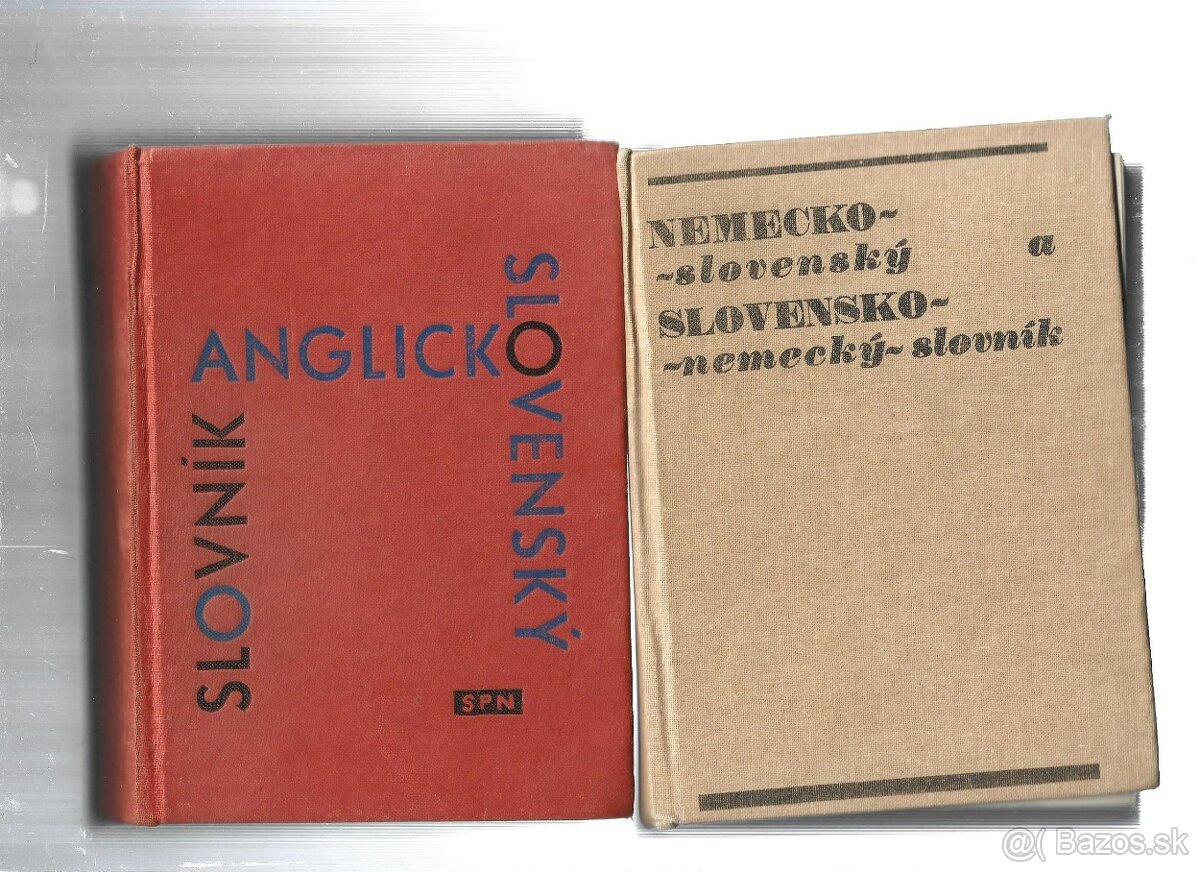 SLOVNÍK
ANGLICKO
SLOVENSKÝ
SPN
NEMECKO~
~slovenský a
SLOVENSKO~
~nemecký~slovník
@( Bazos.sk